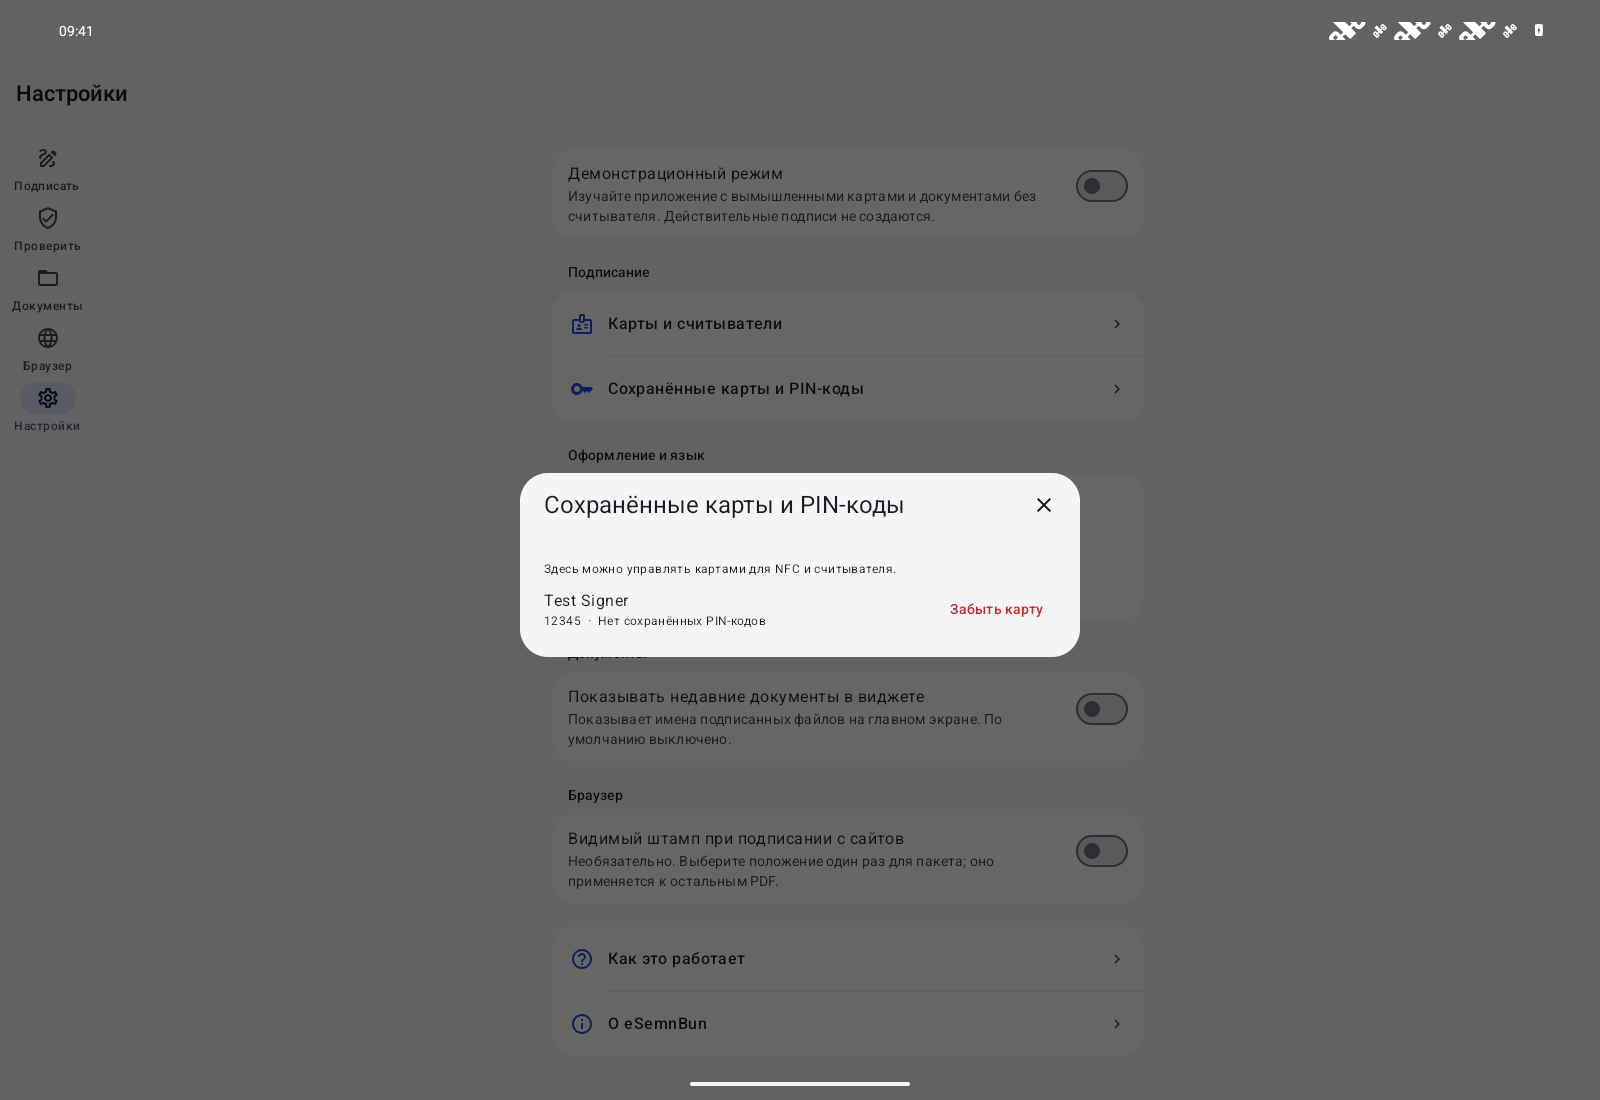 09:41
Настройки
Подписать
Проверить
Документы
Браузер
Настройки
Демонстрационный режим
Изучайте приложение с вымышленными картами и документами без
считывателя. Действительные подписи не создаются.
Подписание
Карты и считыватели
Сохранённые карты и PIN-коды
Оформление и язык
Сохранённые карты и PIN-коды
Здесь можно управлять картами для NFC и считывателя.
Test Signer
12345 · Нет сохранённых PIN-кодов
Забыть карту
Показывать недавние документы в виджете
Показывает имена подписанных файлов на главном экране. По
умолчанию выключено.
Браузер
Видимый штамп при подписании с сайтов
Необязательно. Выберите положение один раз для пакета; оно
применяется к остальным PDF.
Как это работает
О eSemnBun